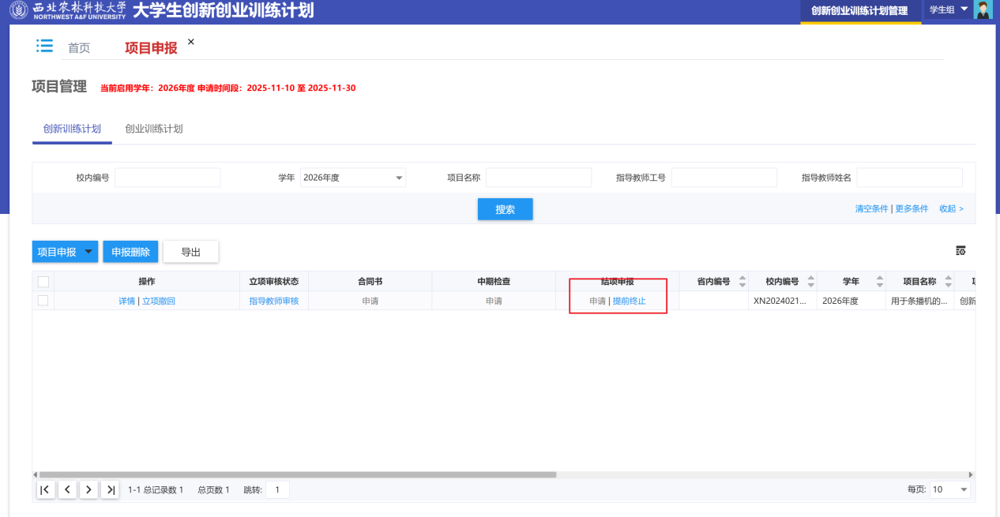 西北农林科技大学 大学生创新创业训练计划 创新创业训练计划管理 学生组
NORTHWEST A&F UNIVERSITY
首页 项目申报 ×
项目管理 当前启用学年：2026年度 申请时间段：2025-11-10 至 2025-11-30
创新训练计划 创业训练计划
校内编号 学年 2026年度 项目名称 指导教师工号 指导教师姓名
搜索 清空条件 | 更多条件 收起 >
项目申报 申报删除 导出
操作 立项审核状态 合同书 中期检查 结项申报 省内编号 校内编号 学年 项目名称
详情 | 立项撤回 指导教师审核 申请 申请 申请 | 提前终止 XN2024021... 2026年度 用于条播机的... 创新
1-1 总记录数 1 总页数 1 跳转: 1 每页: 10